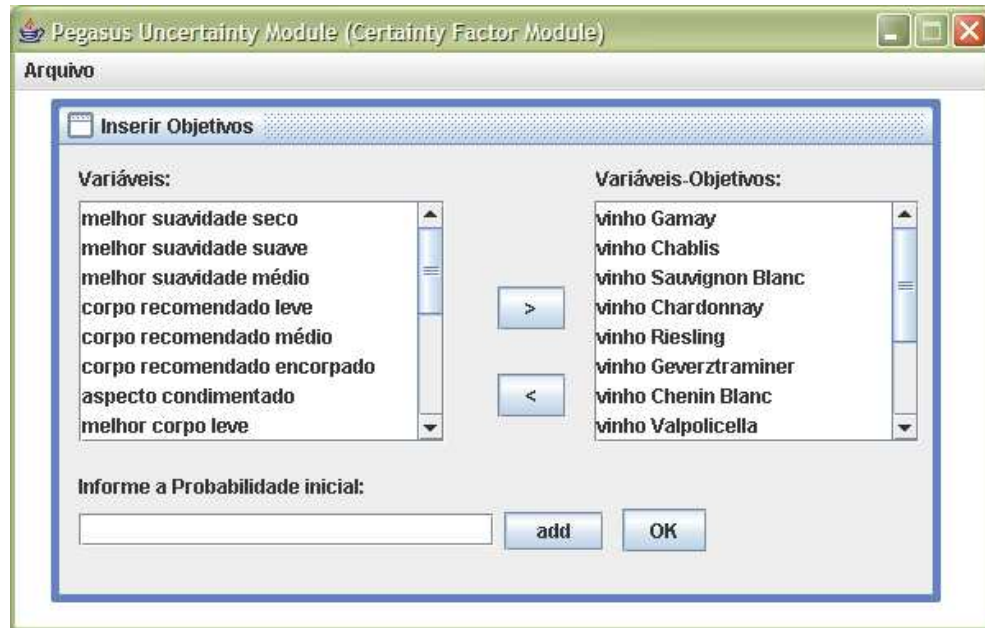 Pegasus Uncertainty Module (Certainty Factor Module)
Arquivo
Inserir Objetivos
Variáveis:
melhor suavidade seco
melhor suavidade suave
melhor suavidade médio
corpo recomendado leve
corpo recomendado médio
corpo recomendado encorpado
aspecto condimentado
melhor corpo leve
>
<
Variáveis-Objetivos:
vinho Gamay
vinho Chablis
vinho Sauvignon Blanc
vinho Chardonnay
vinho Riesling
vinho Geverztraminer
vinho Chenin Blanc
vinho Valpolicella
Informe a Probabilidade inicial:
add
OK